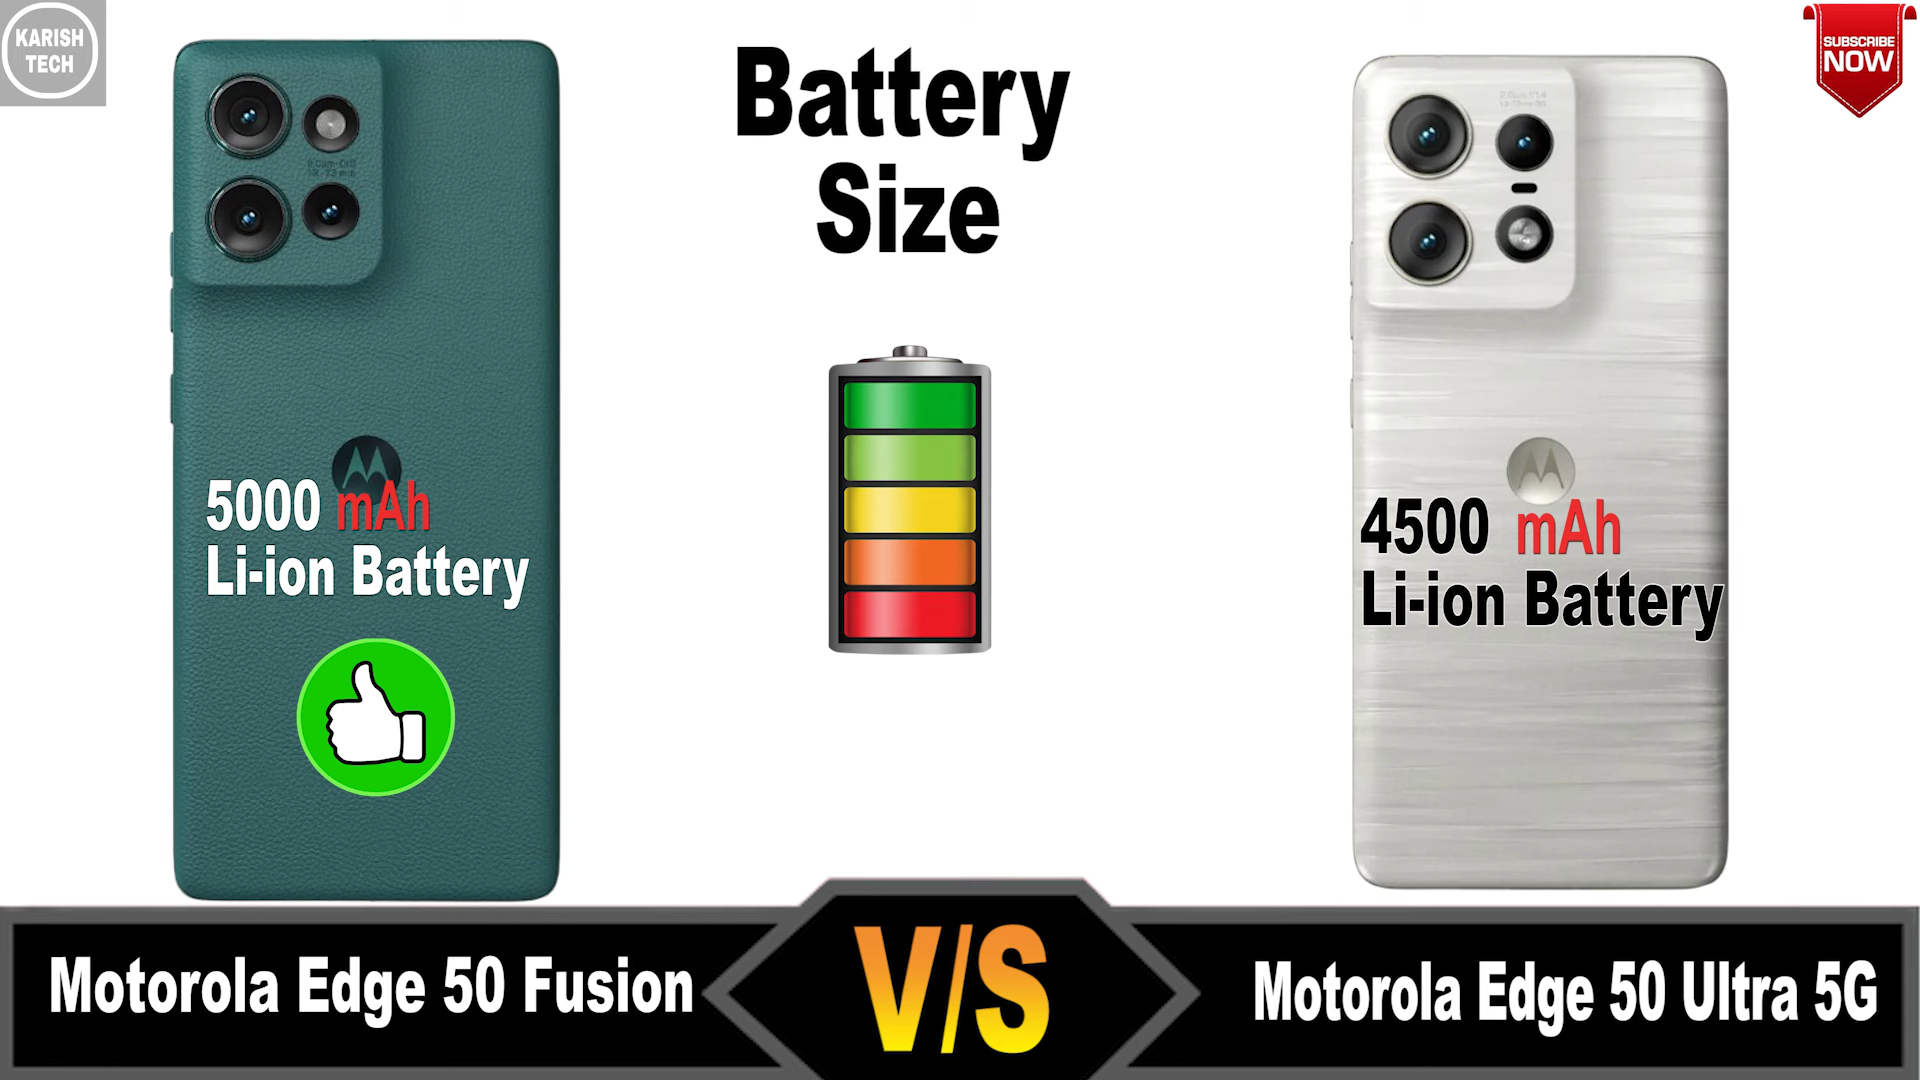 KARISH
TECH
SUBSCRIBE
NOW
Battery
Size
5000 mAh
Li-ion Battery
4500 mAh
Li-ion Battery
Motorola Edge 50 Fusion
V/S
Motorola Edge 50 Ultra 5G